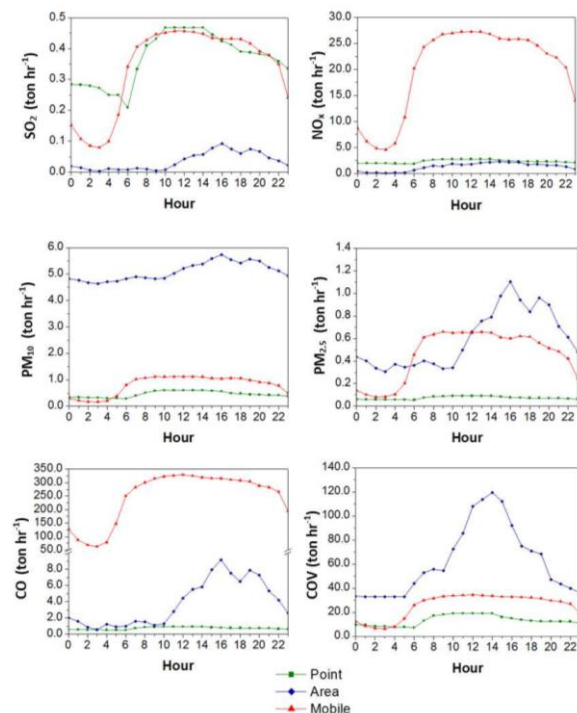 SO₂ (ton hr⁻¹)
0.5
0.4
0.3
0.2
0.1
0.0
0 2 4 6 8 10 12 14 16 18 20 22
Hour
NOₓ (ton hr⁻¹)
30.0
25.0
20.0
15.0
10.0
5.0
0.0
0 2 4 6 8 10 12 14 16 18 20 22
Hour
PM₁₀ (ton hr⁻¹)
6.0
5.0
4.0
3.0
2.0
1.0
0.0
0 2 4 6 8 10 12 14 16 18 20 22
Hour
PM₂.₅ (ton hr⁻¹)
1.4
1.2
1.0
0.8
0.6
0.4
0.2
0.0
0 2 4 6 8 10 12 14 16 18 20 22
Hour
CO (ton hr⁻¹)
350.0
300.0
250.0
200.0
150.0
100.0
50.0
8.0
6.0
4.0
2.0
0.0
0 2 4 6 8 10 12 14 16 18 20 22
Hour
COV (ton hr⁻¹)
140.0
120.0
100.0
80.0
60.0
40.0
20.0
0.0
0 2 4 6 8 10 12 14 16 18 20 22
Hour
Point
Area
Mobile